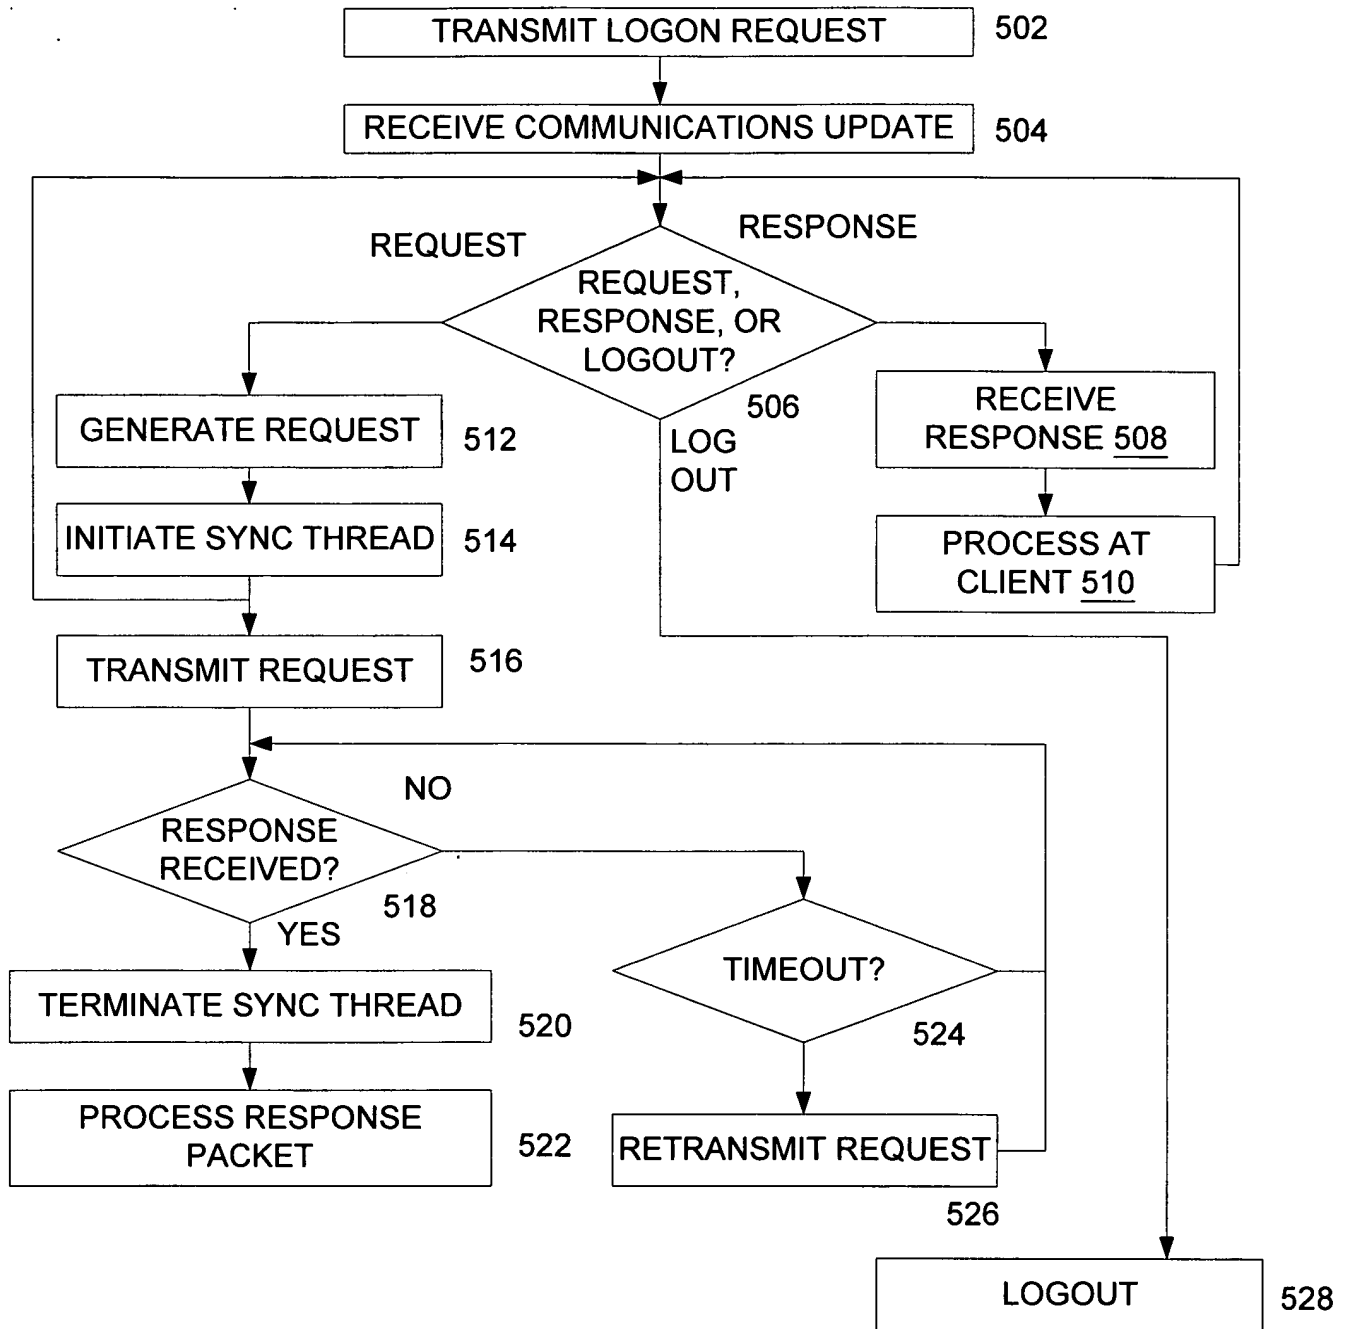 TRANSMIT LOGON REQUEST 502
RECEIVE COMMUNICATIONS UPDATE 504
REQUEST
RESPONSE
REQUEST,
RESPONSE, OR
LOGOUT?
506
LOG
OUT
RECEIVE
RESPONSE 508
PROCESS AT
CLIENT 510
GENERATE REQUEST 512
INITIATE SYNC THREAD 514
TRANSMIT REQUEST 516
RESPONSE
RECEIVED?
518
NO
YES
TIMEOUT?
524
TERMINATE SYNC THREAD 520
PROCESS RESPONSE
PACKET
522
RETRANSMIT REQUEST
526
LOGOUT 528